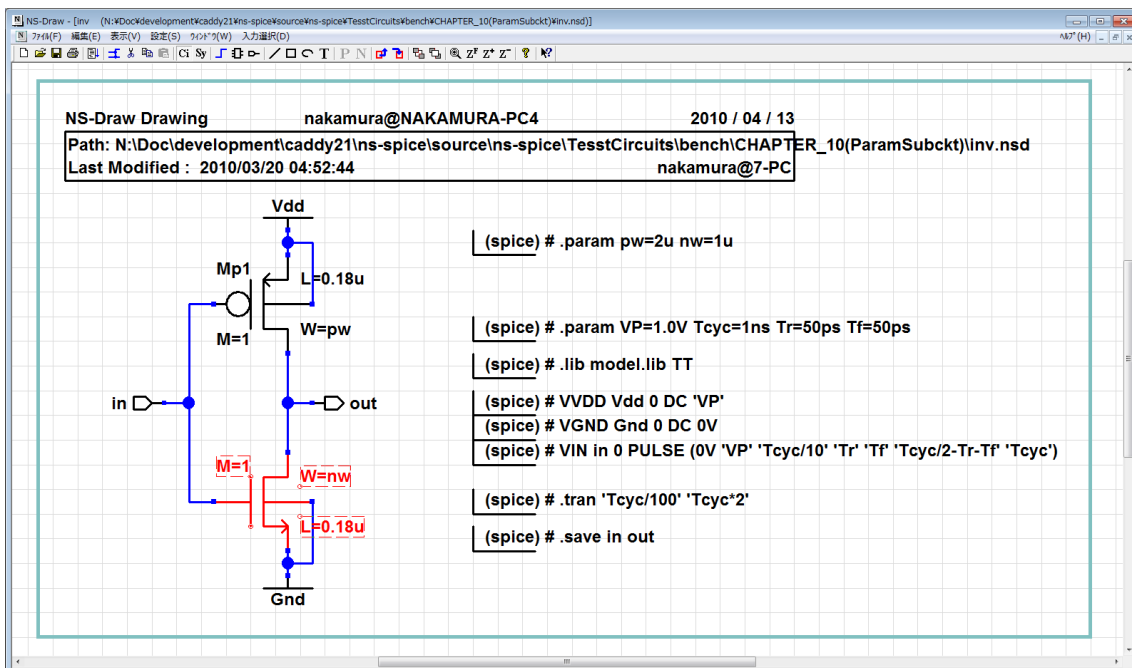 NS-Draw - [inv (N:¥Doc¥development¥caddy21¥ns-spice¥source¥ns-spice¥TesstCircuits¥bench¥CHAPTER_10(ParamSubckt)¥inv.nsd)]
ファイル(F) 編集(E) 表示(V) 設定(S) ウィンドウ(W) 入力選択(D) ヘルプ(H)
Ci Sy T P N
NS-Draw Drawing nakamura@NAKAMURA-PC4 2010 / 04 / 13
Path: N:\Doc\development\caddy21\ns-spice\source\ns-spice\TesstCircuits\bench\CHAPTER_10(ParamSubckt)\inv.nsd
Last Modified : 2010/03/20 04:52:44 nakamura@7-PC
Vdd
(spice) # .param pw=2u nw=1u
Mp1
L=0.18u
W=pw
M=1
(spice) # .param VP=1.0V Tcyc=1ns Tr=50ps Tf=50ps
(spice) # .lib model.lib TT
in
out
(spice) # VVDD Vdd 0 DC 'VP'
(spice) # VGND Gnd 0 DC 0V
(spice) # VIN in 0 PULSE (0V 'VP' 'Tcyc/10' 'Tr' 'Tf' 'Tcyc/2-Tr-Tf' 'Tcyc')
M=1
W=nw
L=0.18u
(spice) # .tran 'Tcyc/100' 'Tcyc*2'
(spice) # .save in out
Gnd